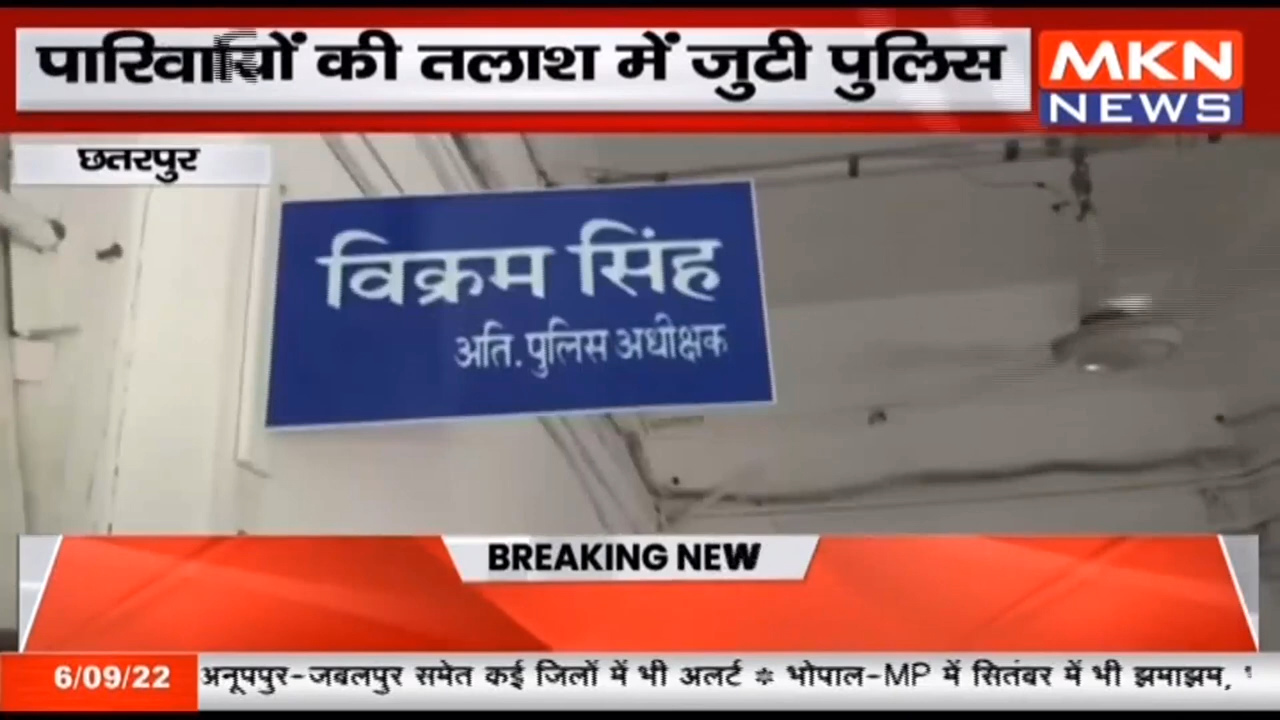 की तलाश में जुटी पुलिस
MKN
NEWS
छतरपुर
विक्रम सिंह
अति. पुलिस अधीक्षक
BREAKING NEW
6/09/22
अनूपपुर-जबलपुर समेत कई जिलों में भी अलर्ट * भोपाल-MP में सितंबर में भी झमाझम,